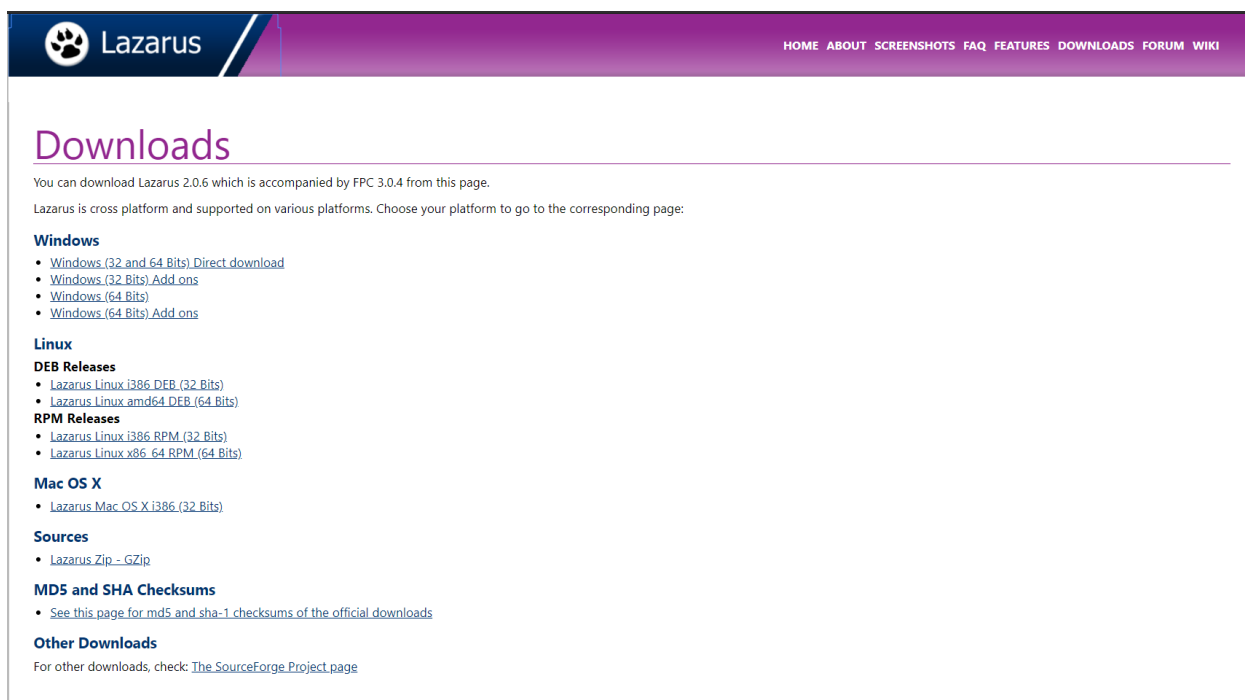 Lazarus
HOME ABOUT SCREENSHOTS FAQ FEATURES DOWNLOADS FORUM WIKI
Downloads
You can download Lazarus 2.0.6 which is accompanied by FPC 3.0.4 from this page.
Lazarus is cross platform and supported on various platforms. Choose your platform to go to the corresponding page:
Windows
Windows (32 and 64 Bits) Direct download
Windows (32 Bits) Add ons
Windows (64 Bits)
Windows (64 Bits) Add ons
Linux
DEB Releases
Lazarus Linux i386 DEB (32 Bits)
Lazarus Linux amd64 DEB (64 Bits)
RPM Releases
Lazarus Linux i386 RPM (32 Bits)
Lazarus Linux x86_64 RPM (64 Bits)
Mac OS X
Lazarus Mac OS X i386 (32 Bits)
Sources
Lazarus Zip - GZip
MD5 and SHA Checksums
See this page for md5 and sha-1 checksums of the official downloads
Other Downloads
For other downloads, check: The SourceForge Project page